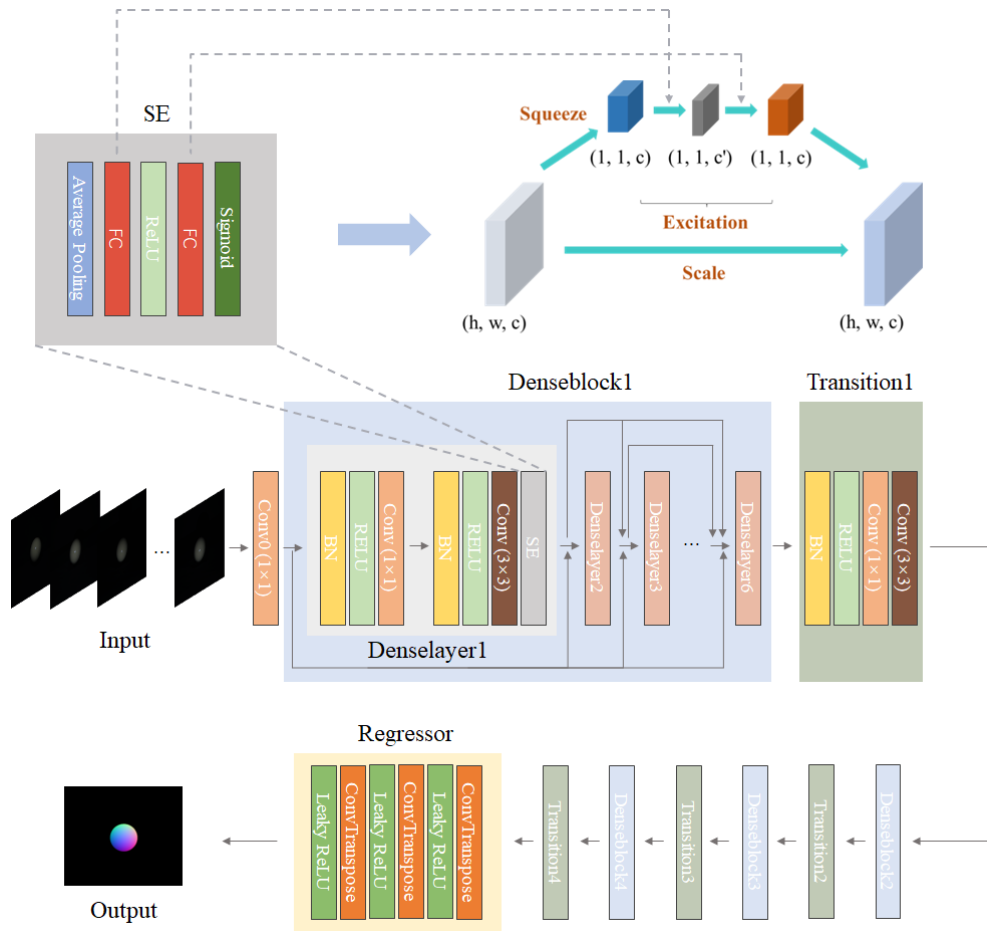 SE
Average Pooling
FC
ReLU
FC
Sigmoid
Squeeze
(1, 1, c)
(1, 1, c')
(1, 1, c)
Excitation
Scale
(h, w, c)
(h, w, c)
Denseblock1
Transition1
Input
...
Conv0 (1×1)
BN
RELU
Conv (1×1)
BN
RELU
Conv (3×3)
SE
Denselayer1
Denselayer2
Denselayer3
...
Denselayer6
BN
RELU
Conv (1×1)
Conv (3×3)
Regressor
Output
Leaky ReLU
ConvTranspose
Leaky ReLU
ConvTranspose
Leaky ReLU
ConvTranspose
Transition4
Denseblock4
Transition3
Denseblock3
Transition2
Denseblock2